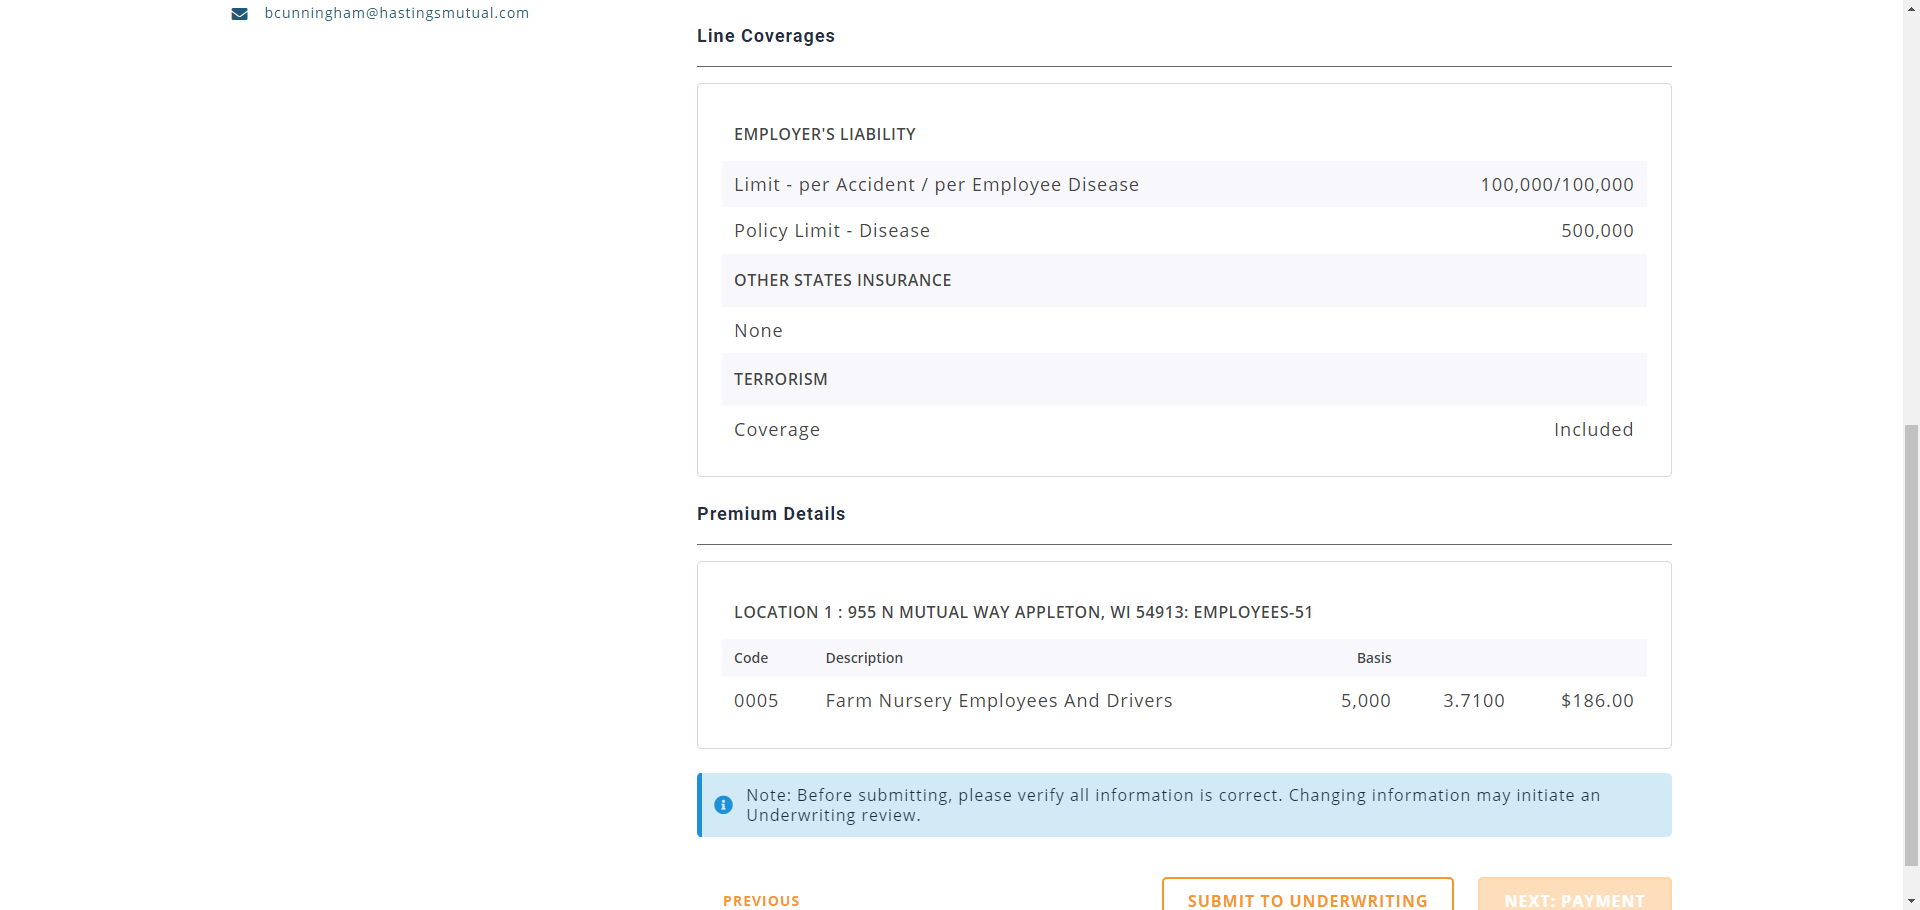 bcunningham@hastingsmutual.com
Line Coverages
EMPLOYER'S LIABILITY
Limit - per Accident / per Employee Disease 100,000/100,000
Policy Limit - Disease 500,000
OTHER STATES INSURANCE
None
TERRORISM
Coverage Included
Premium Details
LOCATION 1 : 955 N MUTUAL WAY APPLETON, WI 54913: EMPLOYEES-51
Code Description Basis
0005 Farm Nursery Employees And Drivers 5,000 3.7100 $186.00
Note: Before submitting, please verify all information is correct. Changing information may initiate an
Underwriting review.
PREVIOUS SUBMIT TO UNDERWRITING NEXT: PAYMENT